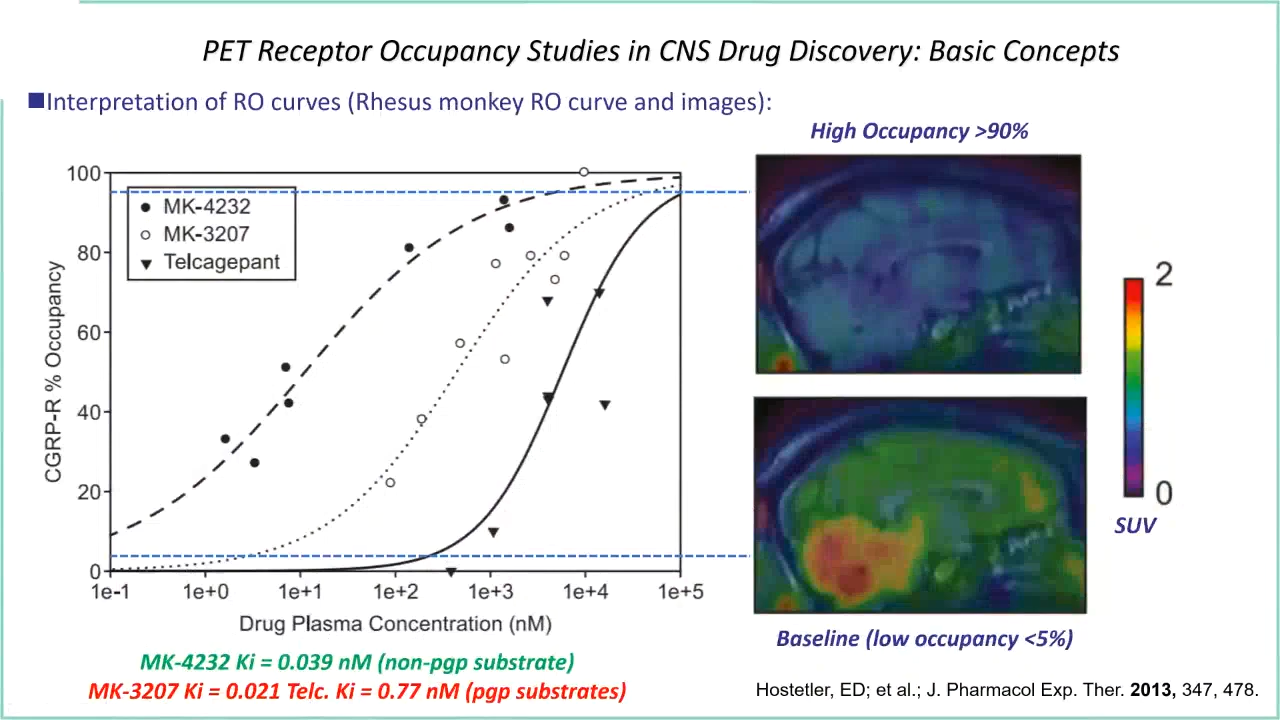 PET Receptor Occupancy Studies in CNS Drug Discovery: Basic Concepts
■Interpretation of RO curves (Rhesus monkey RO curve and images):
High Occupancy >90%
100
80
60
40
20
0
CGRP-R % Occupancy
MK-4232
MK-3207
Telcagepant
1e-1 1e+0 1e+1 1e+2 1e+3 1e+4 1e+5
Drug Plasma Concentration (nM)
2
0
SUV
Baseline (low occupancy <5%)
MK-4232 Ki = 0.039 nM (non-pgp substrate)
MK-3207 Ki = 0.021 Telc. Ki = 0.77 nM (pgp substrates)
Hostetler, ED; et al.; J. Pharmacol Exp. Ther. 2013, 347, 478.